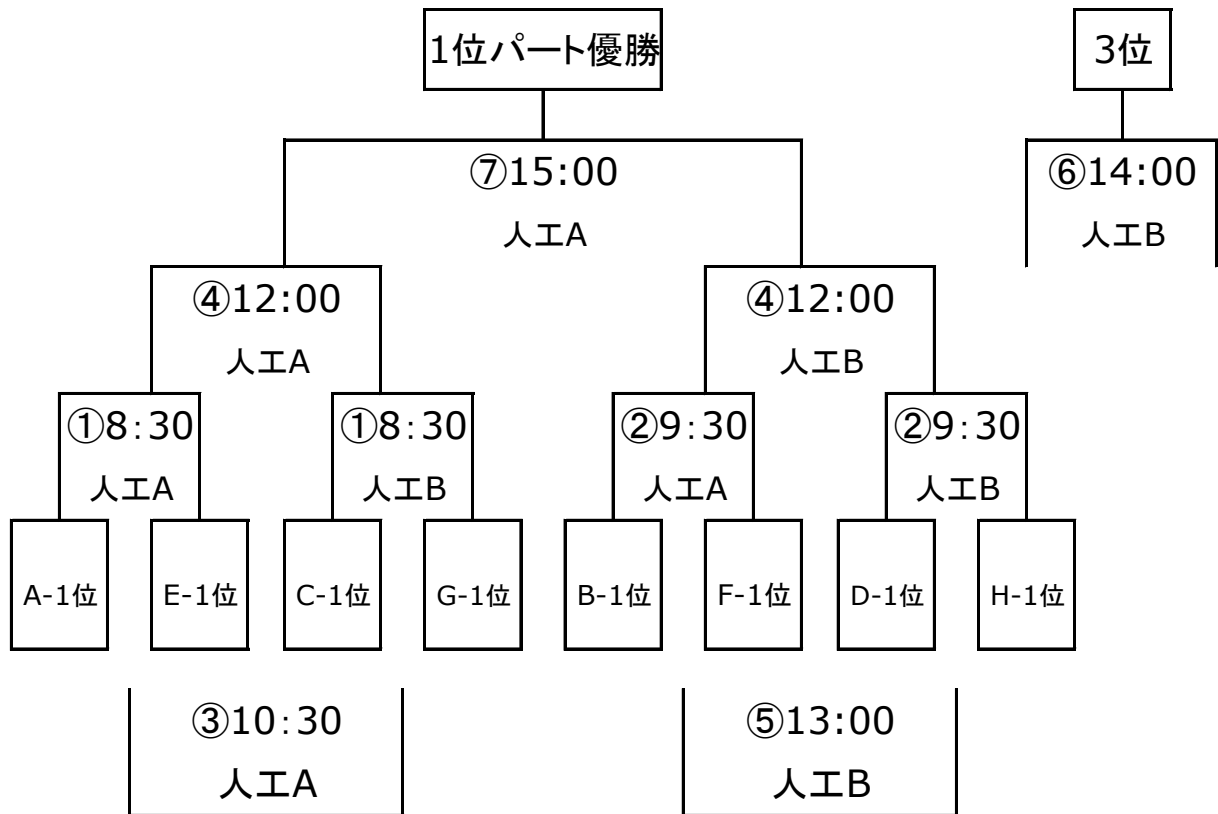 1位パート優勝
3位
⑦15:00
人工A
⑥14:00
人工B
④12:00
人工A
④12:00
人工B
①8:30
人工A
①8:30
人工B
②9:30
人工A
②9:30
人工B
A-1位
E-1位
C-1位
G-1位
B-1位
F-1位
D-1位
H-1位
③10:30
人工A
⑤13:00
人工B